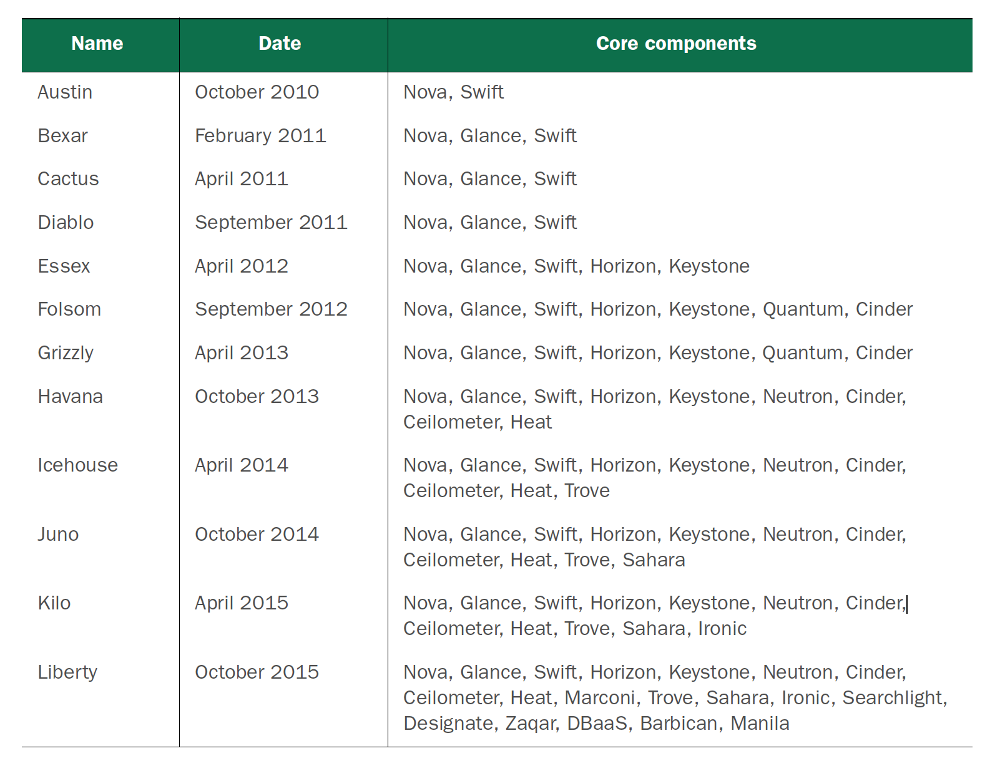 Name Date Core components
Austin October 2010 Nova, Swift
Bexar February 2011 Nova, Glance, Swift
Cactus April 2011 Nova, Glance, Swift
Diablo September 2011 Nova, Glance, Swift
Essex April 2012 Nova, Glance, Swift, Horizon, Keystone
Folsom September 2012 Nova, Glance, Swift, Horizon, Keystone, Quantum, Cinder
Grizzly April 2013 Nova, Glance, Swift, Horizon, Keystone, Quantum, Cinder
Havana October 2013 Nova, Glance, Swift, Horizon, Keystone, Neutron, Cinder,
Ceilometer, Heat
Icehouse April 2014 Nova, Glance, Swift, Horizon, Keystone, Neutron, Cinder,
Ceilometer, Heat, Trove
Juno October 2014 Nova, Glance, Swift, Horizon, Keystone, Neutron, Cinder,
Ceilometer, Heat, Trove, Sahara
Kilo April 2015 Nova, Glance, Swift, Horizon, Keystone, Neutron, Cinder,
Ceilometer, Heat, Trove, Sahara, Ironic
Liberty October 2015 Nova, Glance, Swift, Horizon, Keystone, Neutron, Cinder,
Ceilometer, Heat, Marconi, Trove, Sahara, Ironic, Searchlight,
Designate, Zaqar, DBaaS, Barbican, Manila